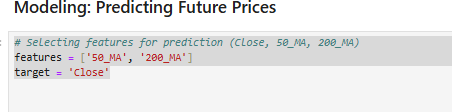 Modeling: Predicting Future Prices
# Selecting features for prediction (Close, 50_MA, 200_MA)
features = ['50_MA', '200_MA']
target = 'Close'